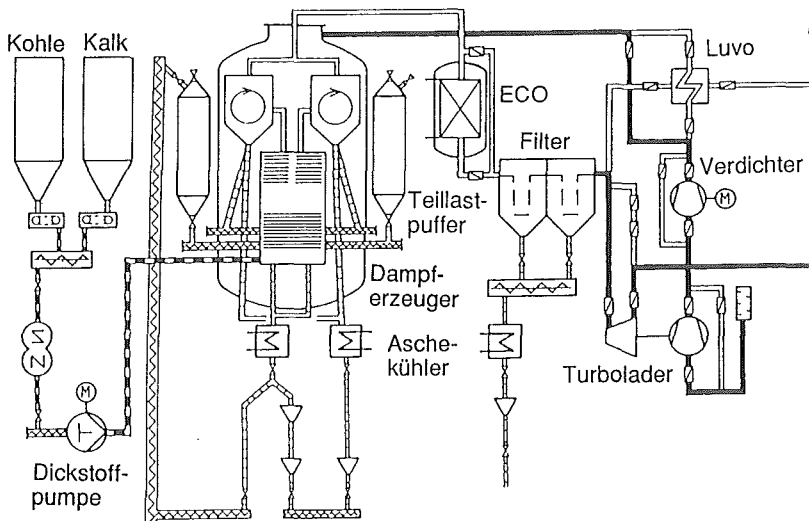 Kohle Kalk
Luvo
ECO
Filter
Verdichter
M
Teillast-
puffer
Dampf-
erzeuger
Asche-
kühler
Turbolader
M
Dickstoff-
pumpe